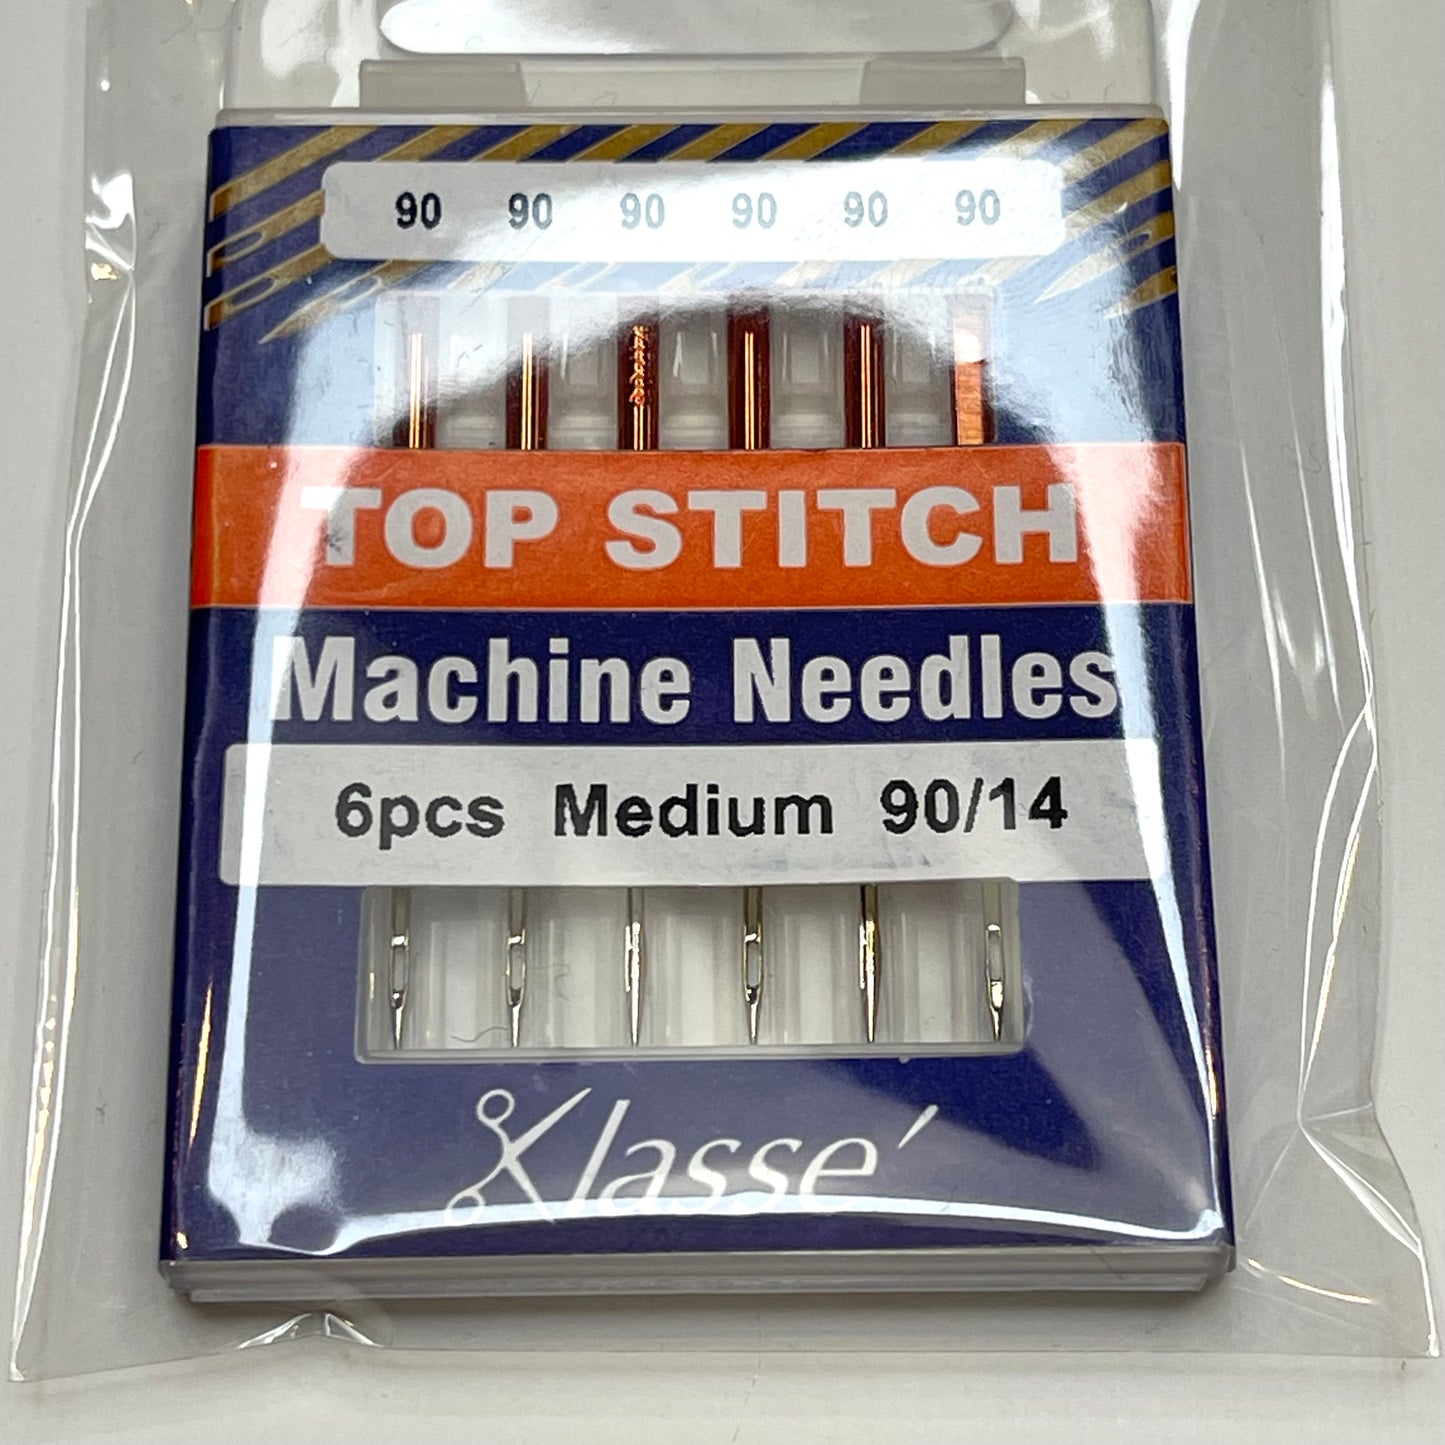 90 90 90 90 90 90
TOP STITCH
Machine Needles
6pcs Medium 90/14
Klasse´